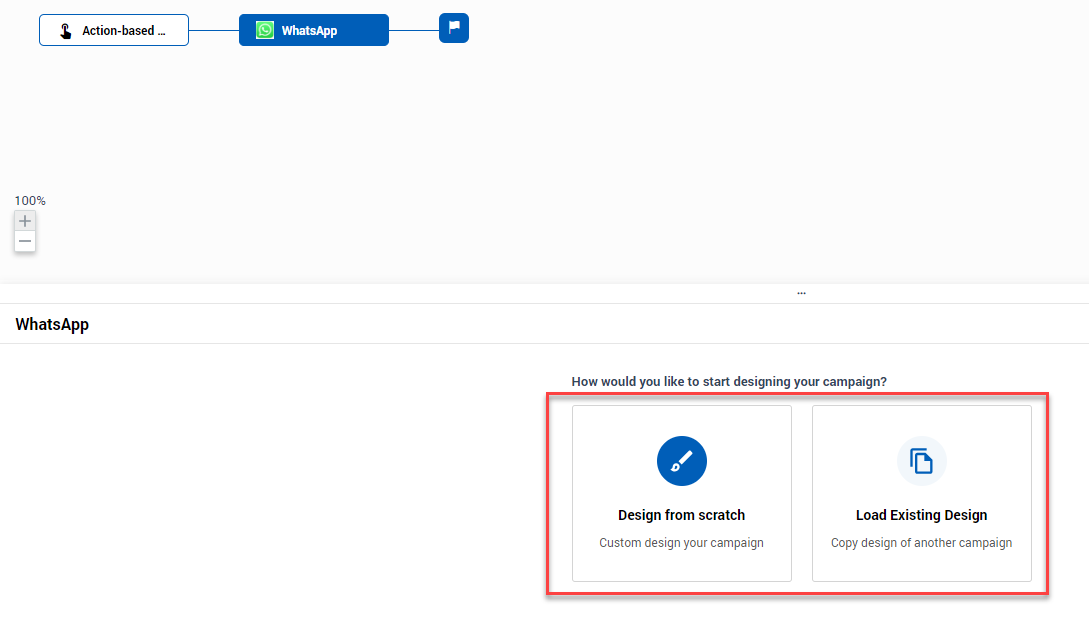 Action-based ...
WhatsApp
100%
...
WhatsApp
How would you like to start designing your campaign?
Design from scratch
Custom design your campaign
Load Existing Design
Copy design of another campaign